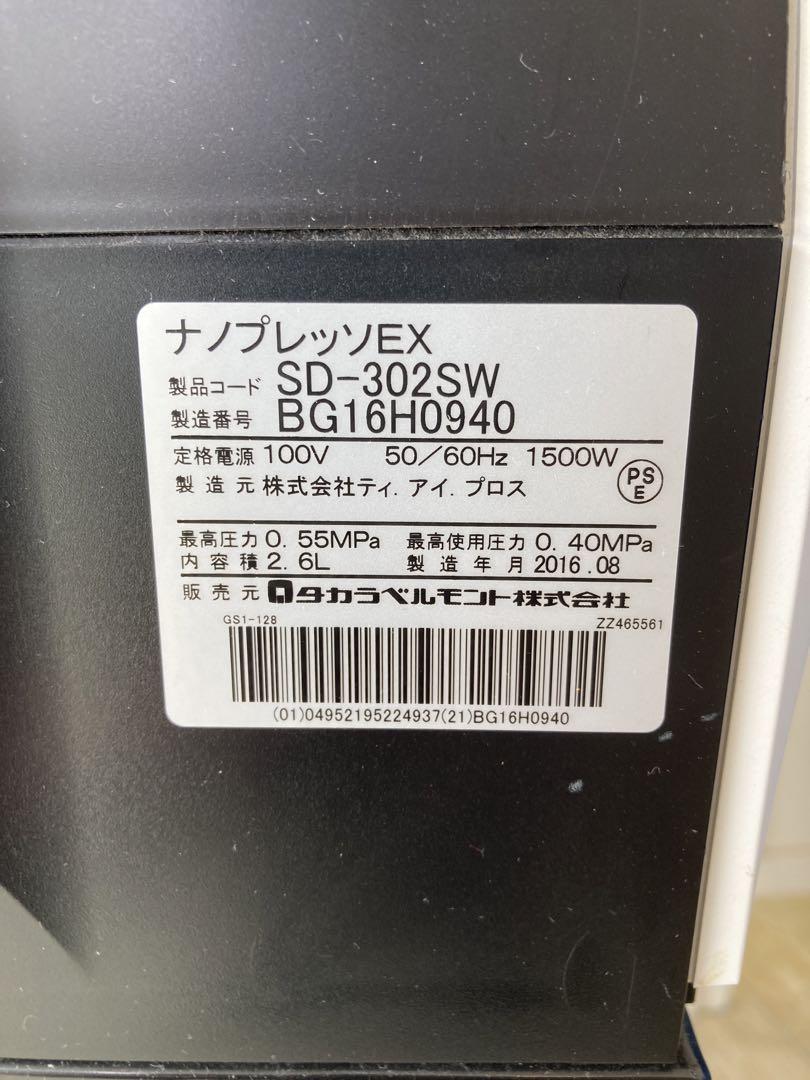 ナノプレッソEX
製品コード SD-302SW
製造番号 BG16H0940
定格電源 100V 50/60Hz 1500W
製造元 株式会社ティ.アイ.プロス
PS
E
最高圧力 0.55MPa 最高使用圧力 0.40MPa
内容積 2.6L 製造年月 2016.08
販売元 タカラベルモント株式会社
GS1-128 ZZ465561
(01)04952195224937(21)BG16H0940